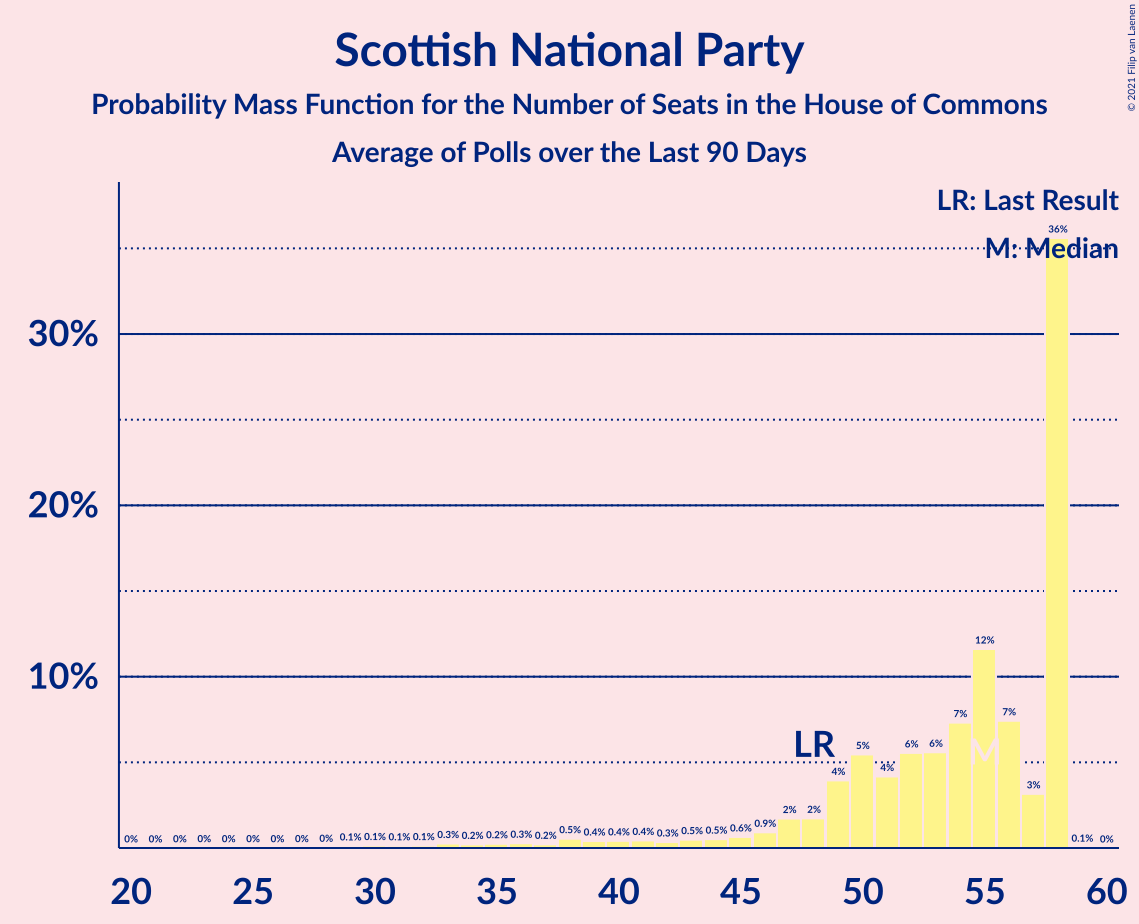 Scottish National Party
Probability Mass Function for the Number of Seats in the House of Commons
Average of Polls over the Last 90 Days
© 2021 Filip van Laenen
LR: Last Result
M: Median
36%
30%
20%
10%
12%
7% 7%
LR
5% 6% 6%
4% 4%
M
3%
2% 2%
0% 0% 0% 0% 0% 0% 0% 0% 0% 0.1% 0.1% 0.1% 0.1% 0.3% 0.2% 0.2% 0.3% 0.2% 0.5% 0.4% 0.4% 0.4% 0.3% 0.5% 0.5% 0.6% 0.9% 0.1% 0%
20 25 30 35 40 45 50 55 60